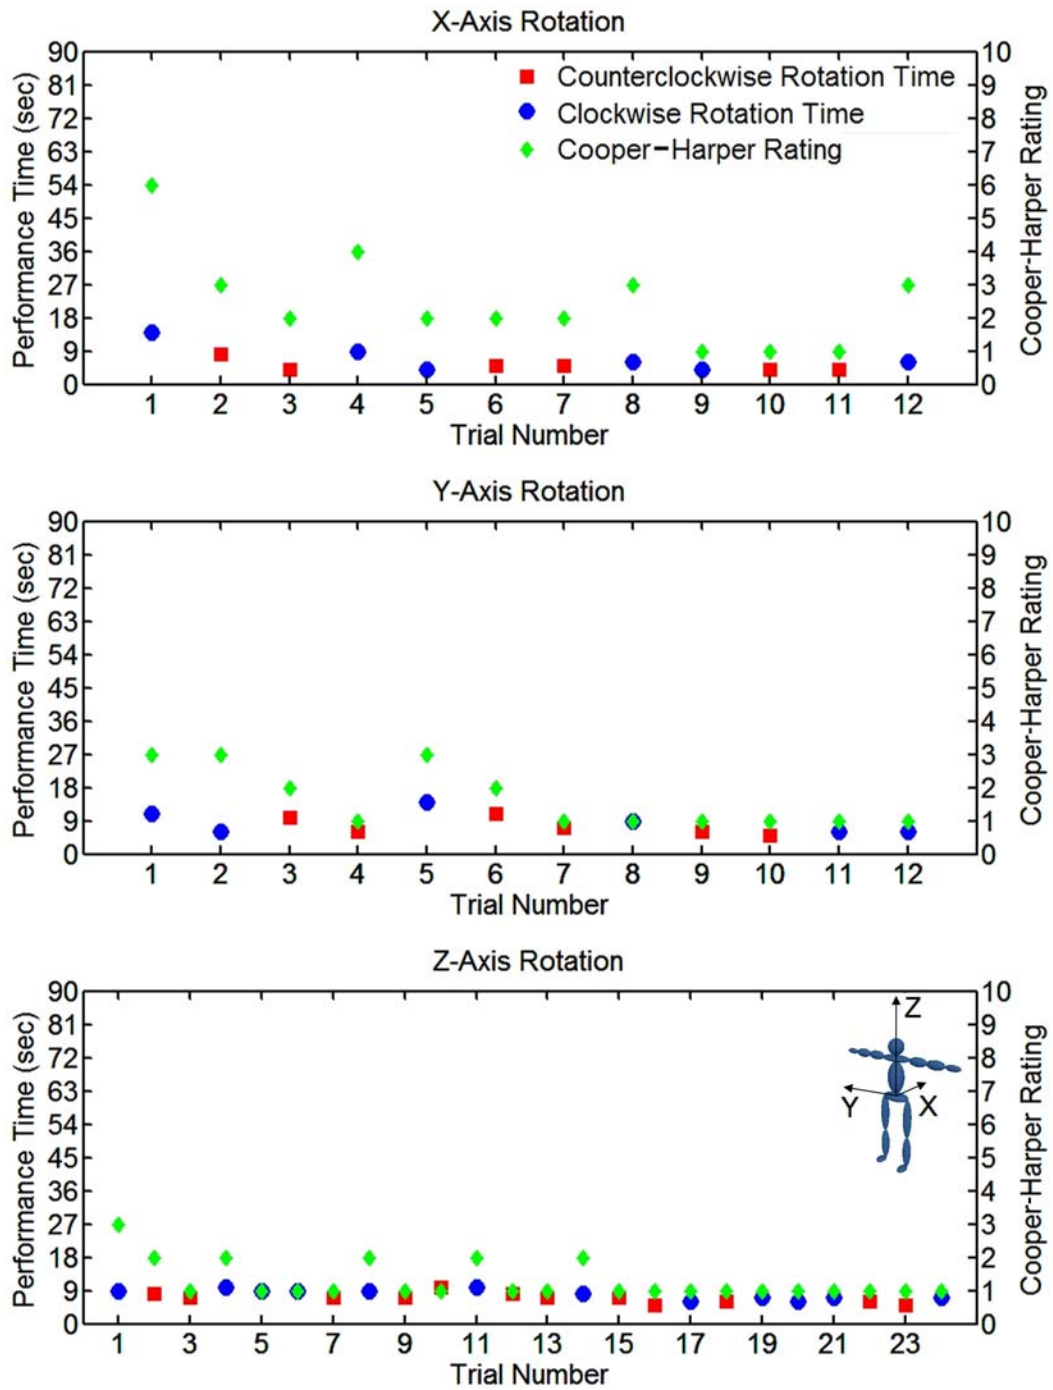 X-Axis Rotation
90 81 72 63 54 45 36 27 18 9 0
Performance Time (sec)
Counterclockwise Rotation Time
Clockwise Rotation Time
Cooper-Harper Rating
10 9 8 7 6 5 4 3 2 1 0
Cooper-Harper Rating
1 2 3 4 5 6 7 8 9 10 11 12
Trial Number
Y-Axis Rotation
90 81 72 63 54 45 36 27 18 9 0
Performance Time (sec)
10 9 8 7 6 5 4 3 2 1 0
Cooper-Harper Rating
1 2 3 4 5 6 7 8 9 10 11 12
Trial Number
Z-Axis Rotation
90 81 72 63 54 45 36 27 18 9 0
Performance Time (sec)
Z
Y X
10 9 8 7 6 5 4 3 2 1 0
Cooper-Harper Rating
1 3 5 7 9 11 13 15 17 19 21 23
Trial Number